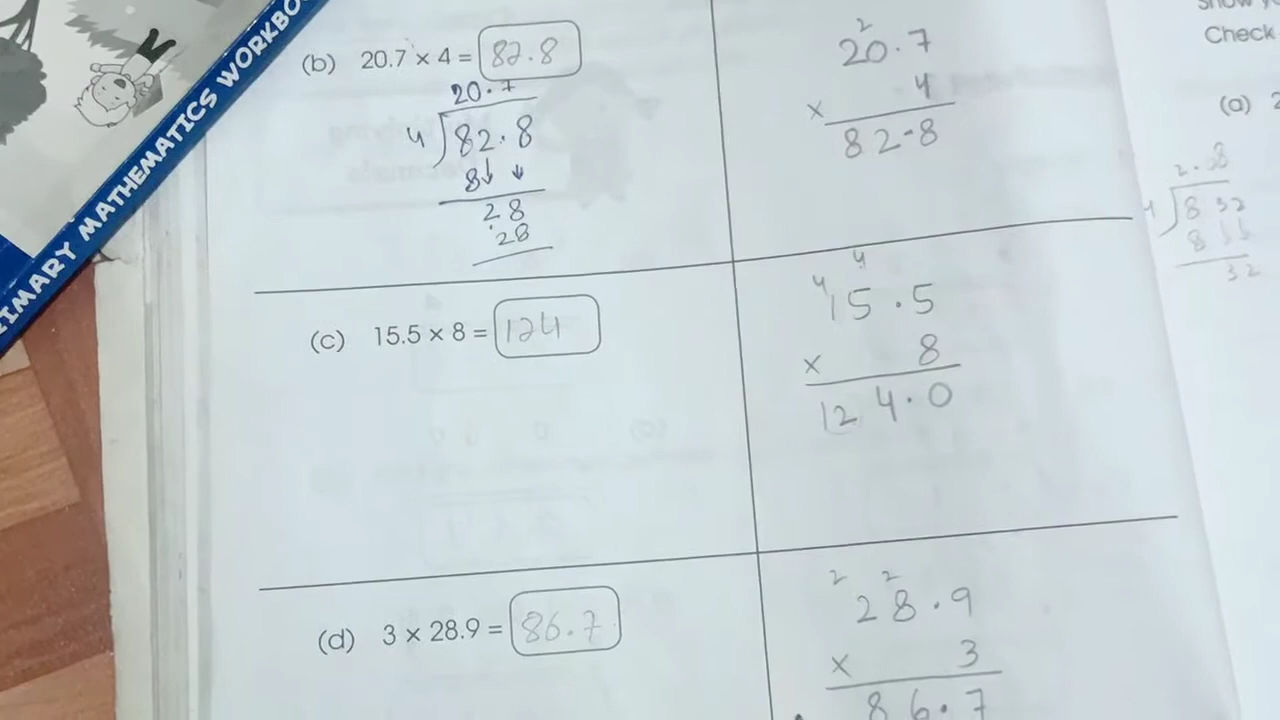 PRIMARY MATHEMATICS WORKBO
(b) 20.7 × 4 = 82.8
20.7
4 82.8
8
28
28
2
20.7
× 4
82.8
(c) 15.5 × 8 = 124
4 4
15.5
× 8
124.0
(d) 3 × 28.9 = 86.7
2 2
28.9
× 3
86.7
Check
(a) 2
4 8 32
8
32